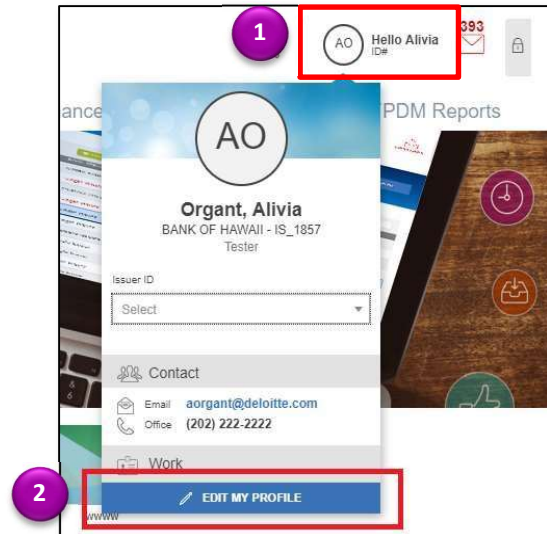 1
AO
Hello Alivia
ID#
393
ance
PDM Reports
AO
Organt, Alivia
BANK OF HAWAII - IS_1857
Tester
Issuer ID
Select
Contact
Email aorgant@deloitte.com
Office (202) 222-2222
Work
2
EDIT MY PROFILE
wwww